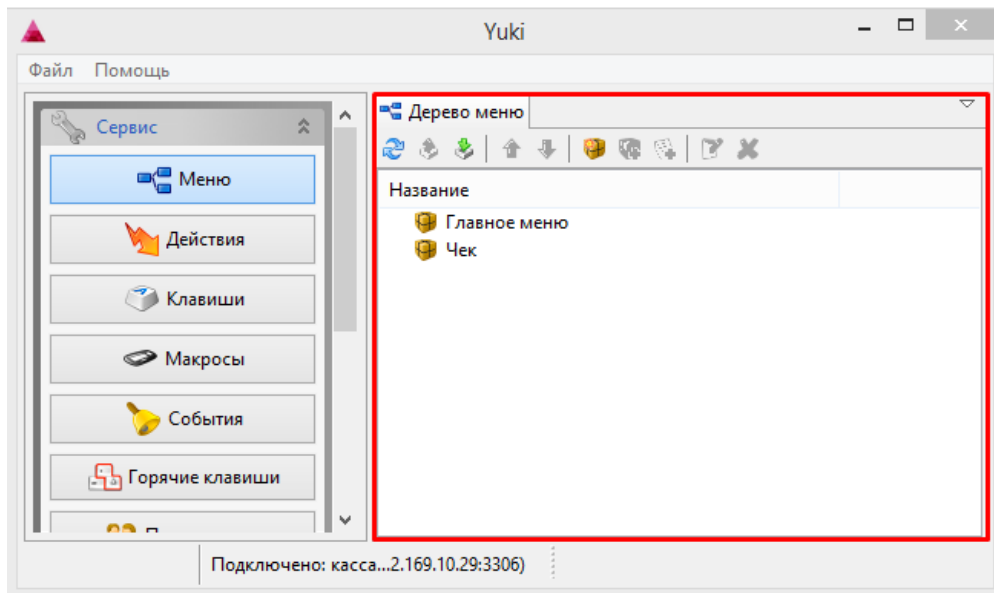 Yuki
Файл Помощь
Сервис
Меню
Действия
Клавиши
Макросы
События
Горячие клавиши
Дерево меню
Название
Главное меню
Чек
Подключено: касса...2.169.10.29:3306)